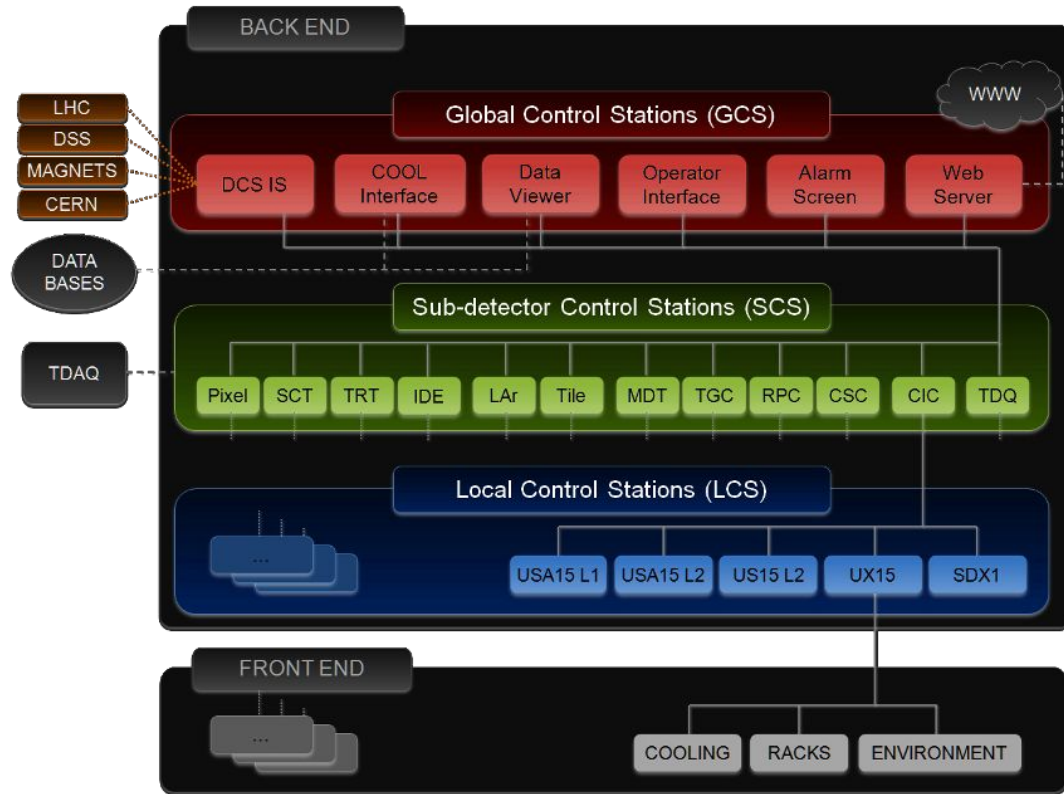 BACK END
LHC
DSS
MAGNETS
CERN
WWW
Global Control Stations (GCS)
DCS IS
COOL
Interface
Data
Viewer
Operator
Interface
Alarm
Screen
Web
Server
DATA
BASES
Sub-detector Control Stations (SCS)
TDAQ
Pixel
SCT
TRT
IDE
LAr
Tile
MDT
TGC
RPC
CSC
CIC
TDQ
Local Control Stations (LCS)
...
USA15 L1
USA15 L2
US15 L2
UX15
SDX1
FRONT END
...
COOLING
RACKS
ENVIRONMENT